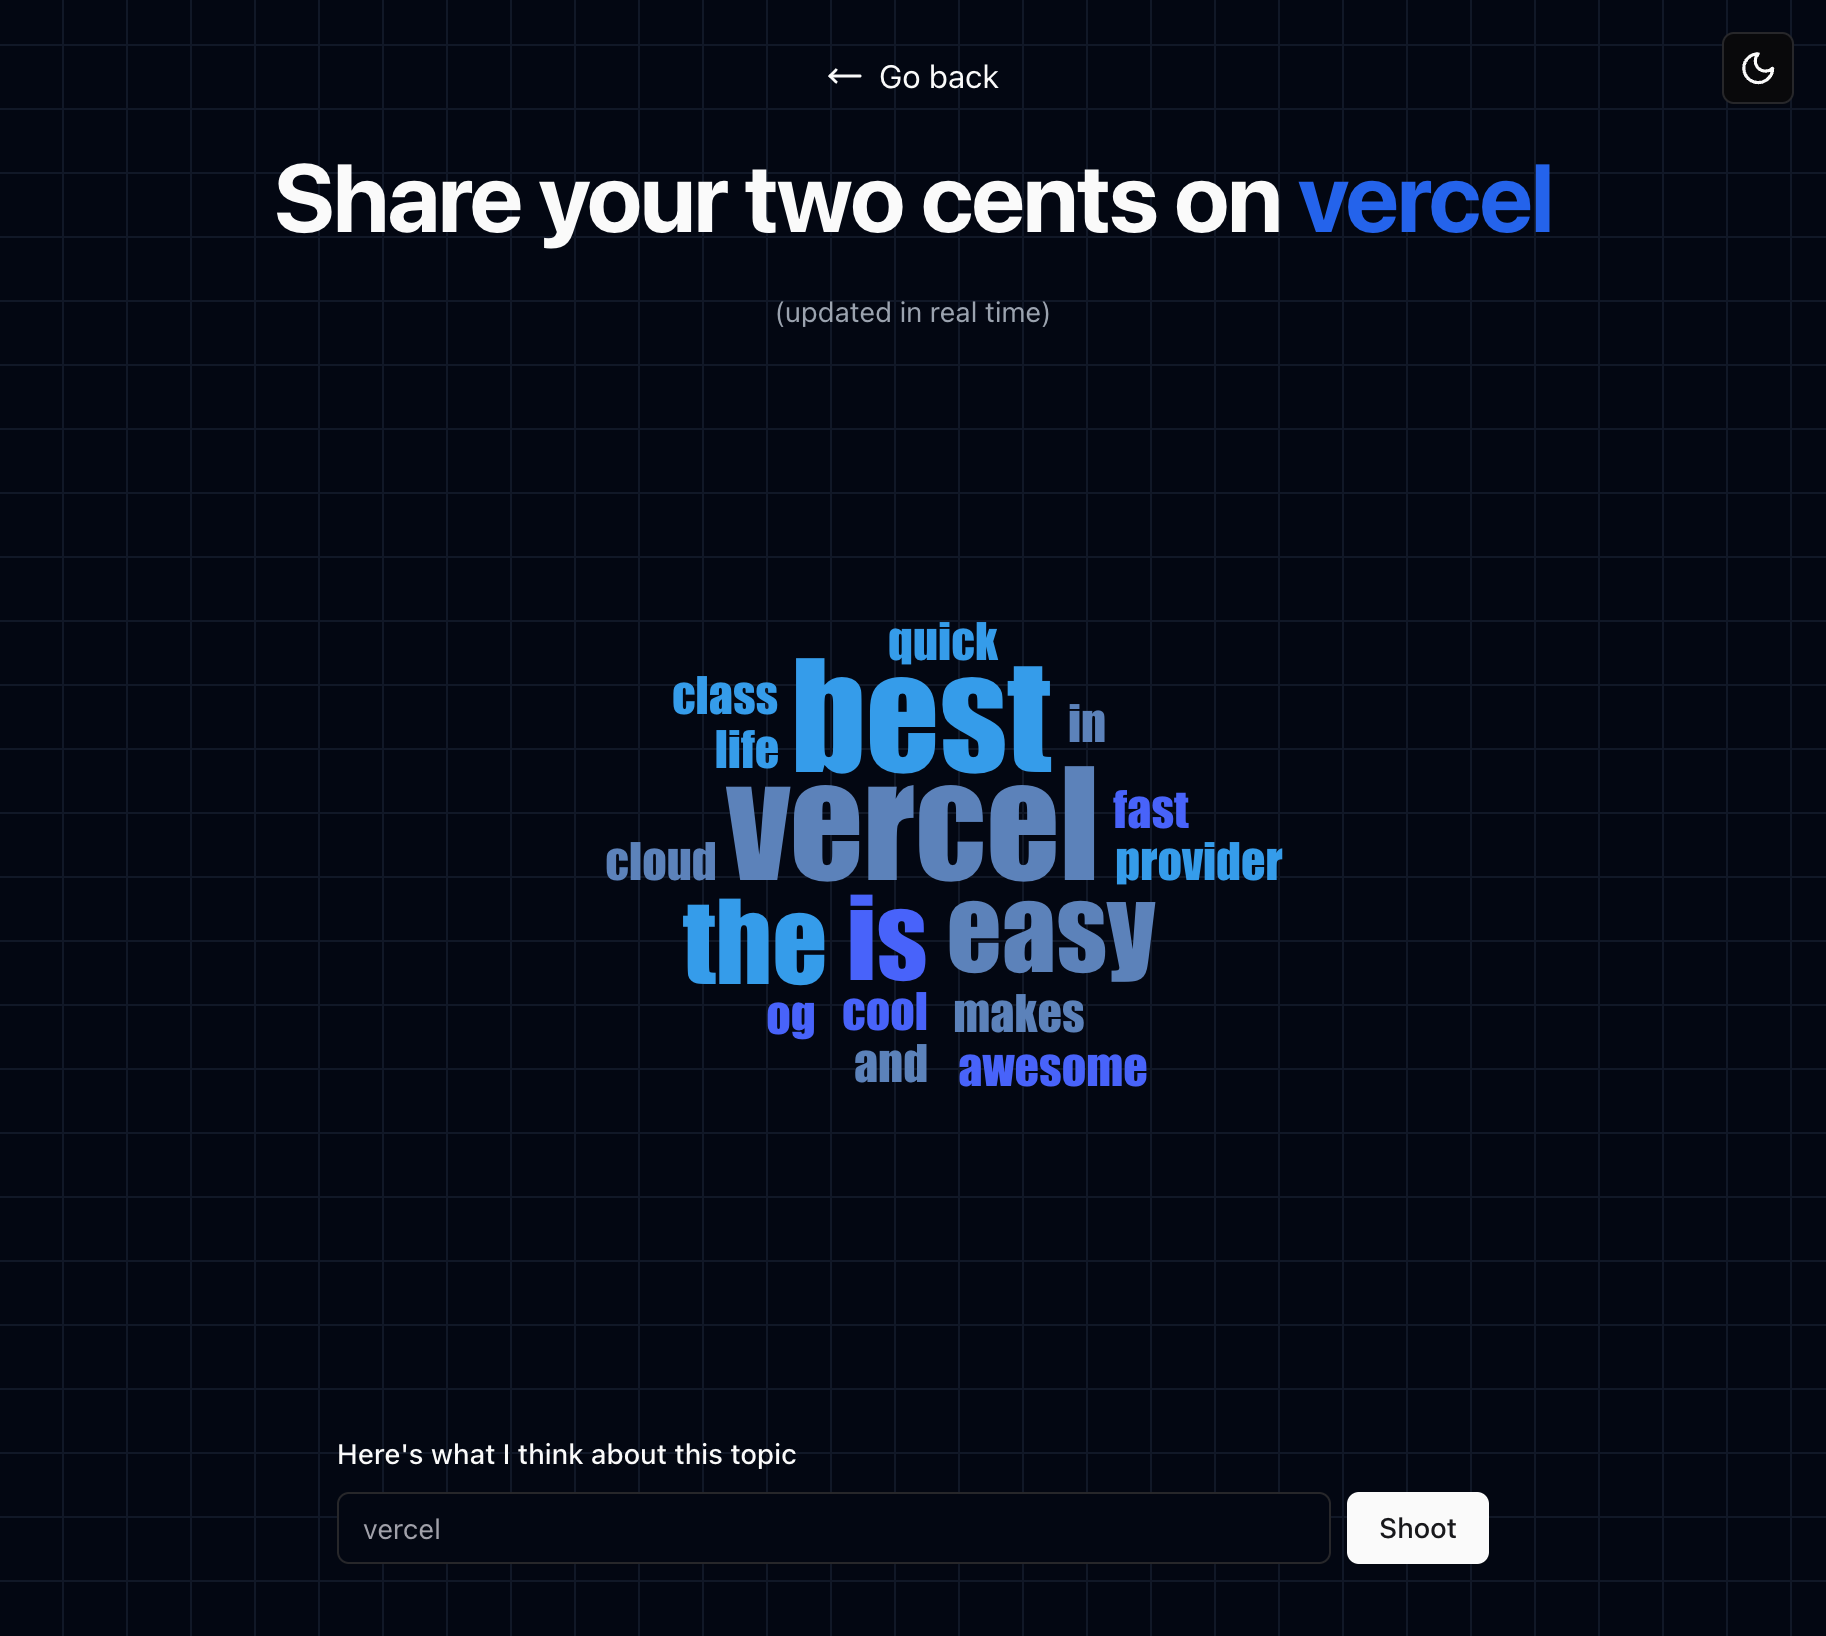 ← Go back
Share your two cents on vercel
(updated in real time)
quick
class best in
life
vercel fast
cloud provider
the is easy
og cool makes
and awesome
Here's what I think about this topic
vercel Shoot